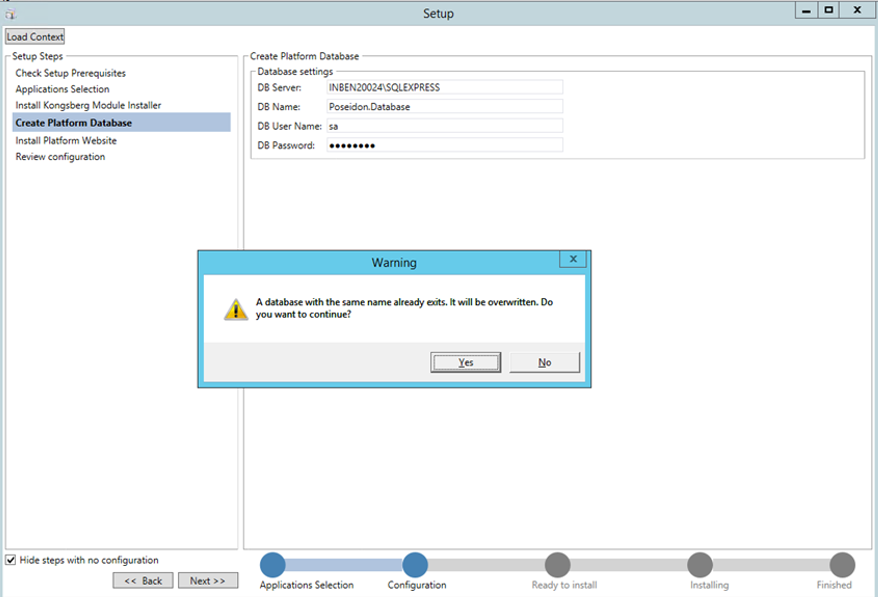 Setup
Load Context
Setup Steps
Check Setup Prerequisites
Applications Selection
Install Kongsberg Module Installer
Create Platform Database
Install Platform Website
Review configuration
Create Platform Database
Database settings
DB Server: INBEN20024\SQLEXPRESS
DB Name: Poseidon.Database
DB User Name: sa
DB Password: ●●●●●●●●
Warning
X
A database with the same name already exits. It will be overwritten. Do
you want to continue?
Yes
No
Hide steps with no configuration
<< Back
Next >>
Applications Selection
Configuration
Ready to install
Installing
Finished